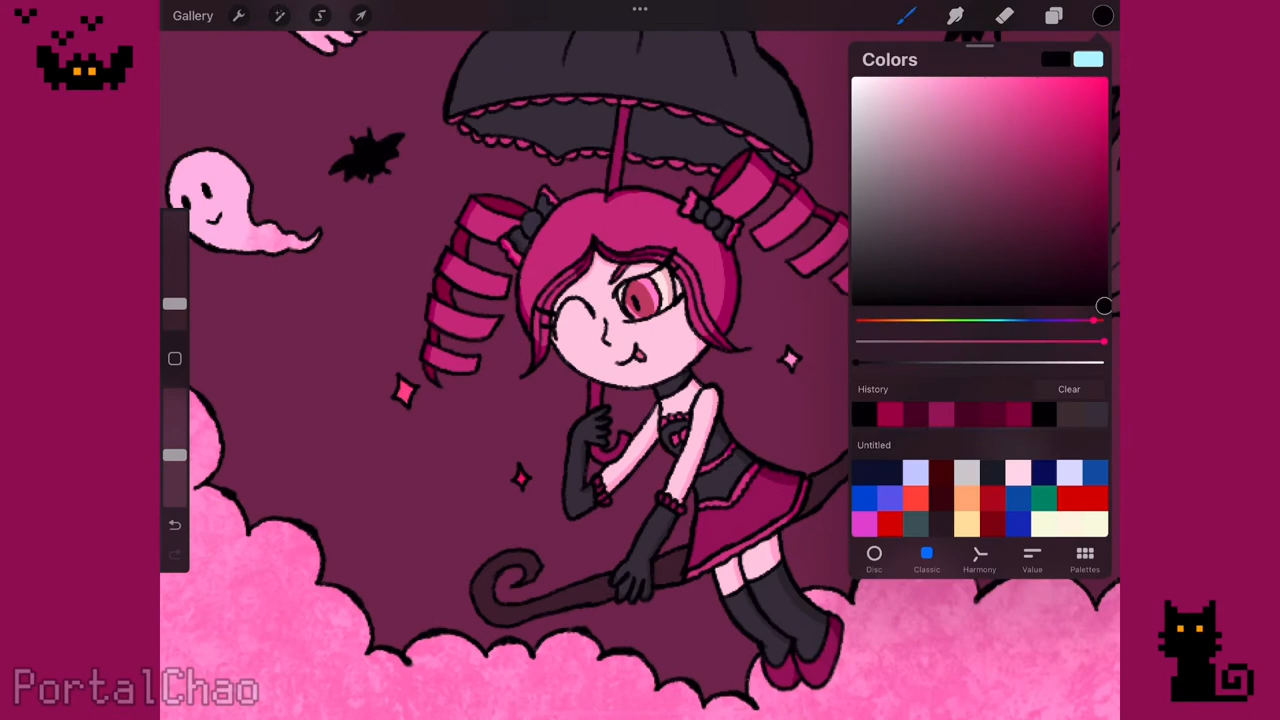 Gallery
Colors
History
Clear
Untitled
Disc
Classic
Harmony
Value
Palettes
PortalChao